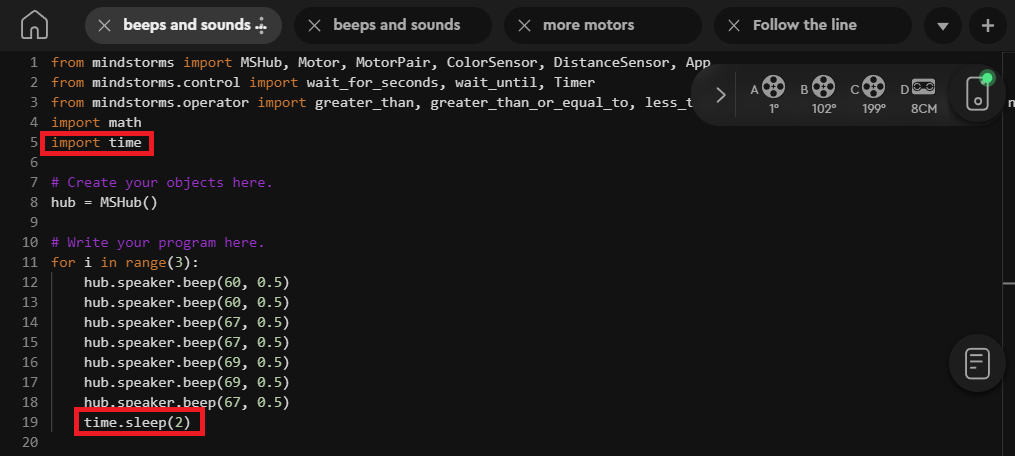 beeps and sounds
beeps and sounds
more motors
Follow the line
1 from mindstorms import MSHub, Motor, MotorPair, ColorSensor, DistanceSensor, App
2 from mindstorms.control import wait_for_seconds, wait_until, Timer
3 from mindstorms.operator import greater_than, greater_than_or_equal_to, less_t
n
A
1°
B
102°
C
199°
D
8CM
4 import math
5 import time
6
7 # Create your objects here.
8 hub = MSHub()
9
10 # Write your program here.
11 for i in range(3):
12 hub.speaker.beep(60, 0.5)
13 hub.speaker.beep(60, 0.5)
14 hub.speaker.beep(67, 0.5)
15 hub.speaker.beep(67, 0.5)
16 hub.speaker.beep(69, 0.5)
17 hub.speaker.beep(69, 0.5)
18 hub.speaker.beep(67, 0.5)
19 time.sleep(2)
20